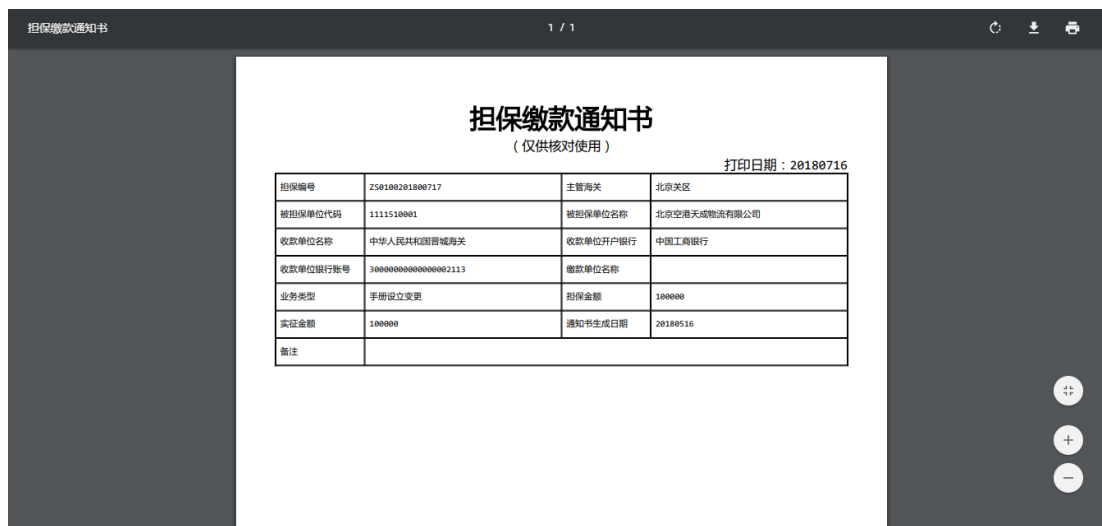 担保缴款通知书 1 / 1
担保缴款通知书
（仅供核对使用）
打印日期：20180716
担保编号 ZS0100201800717 主管海关 北京关区
被担保单位代码 1111510001 被担保单位名称 北京空港天成物流有限公司
收款单位名称 中华人民共和国晋城海关 收款单位开户银行 中国工商银行
收款单位银行账号 30000000000000002113 缴款单位名称
业务类型 手册设立变更 担保金额 100000
实征金额 100000 通知书生成日期 20180516
备注